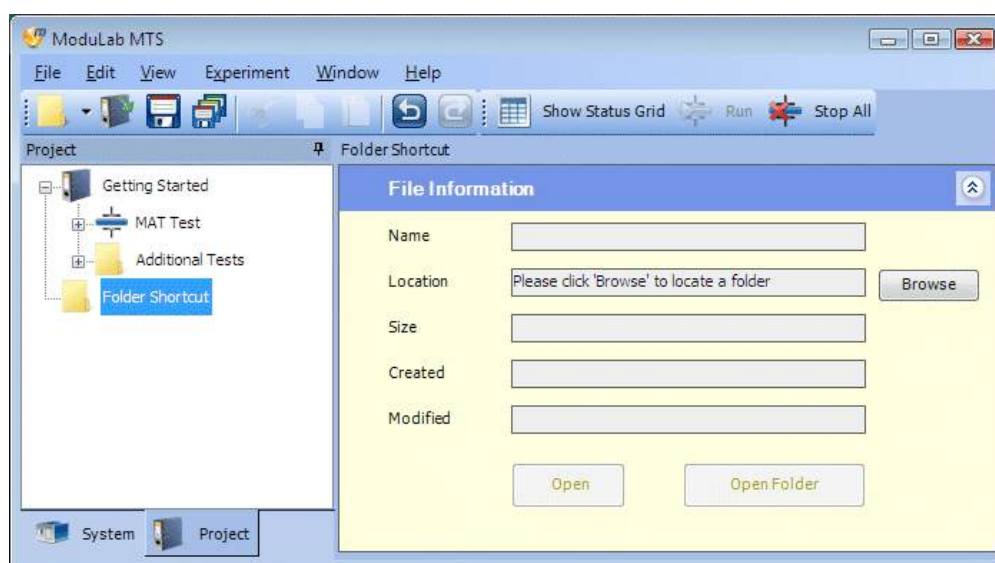 ModuLab MTS
File Edit View Experiment Window Help
Show Status Grid Run Stop All
Project
Folder Shortcut
Getting Started
MAT Test
Additional Tests
Folder Shortcut
File Information
Name
Location Please click 'Browse' to locate a folder Browse
Size
Created
Modified
Open Open Folder
System Project